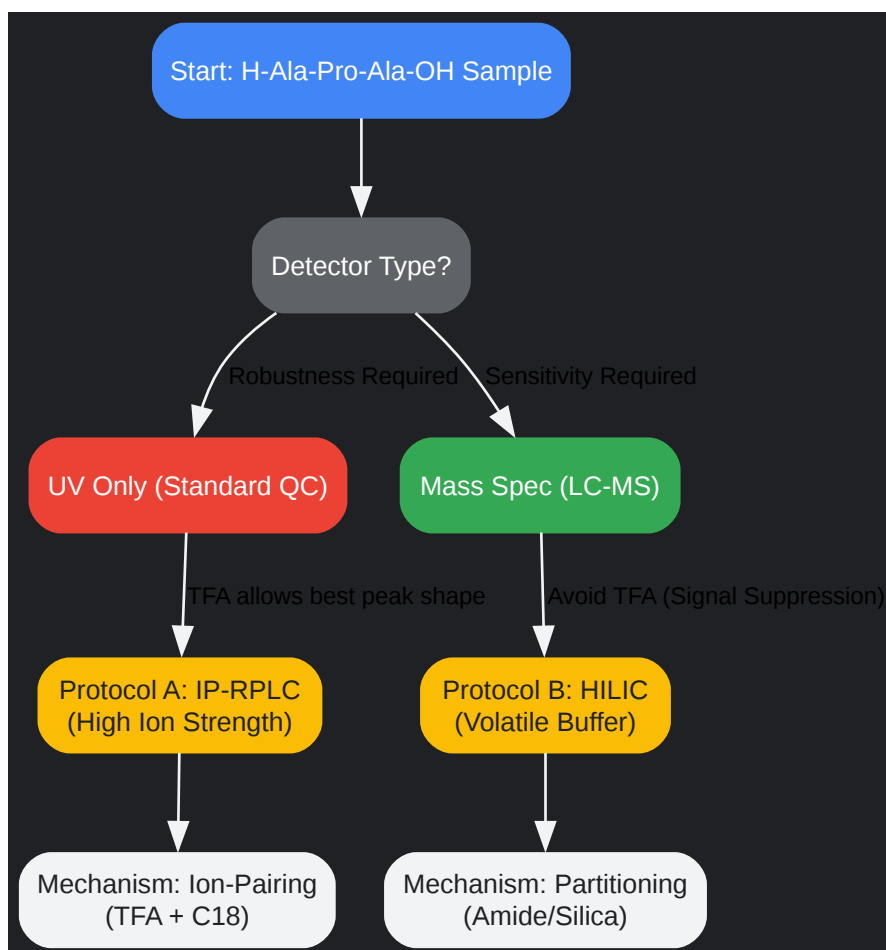 Start: H-Ala-Pro-Ala-OH Sample
Detector Type?
Robustness Required
Sensitivity Required
UV Only (Standard QC)
Mass Spec (LC-MS)
TFA allows best peak shape
Avoid TFA (Signal Suppression)
Protocol A: IP-RPLC
(High Ion Strength)
Protocol B: HILIC
(Volatile Buffer)
Mechanism: Ion-Pairing
(TFA + C18)
Mechanism: Partitioning
(Amide/Silica)